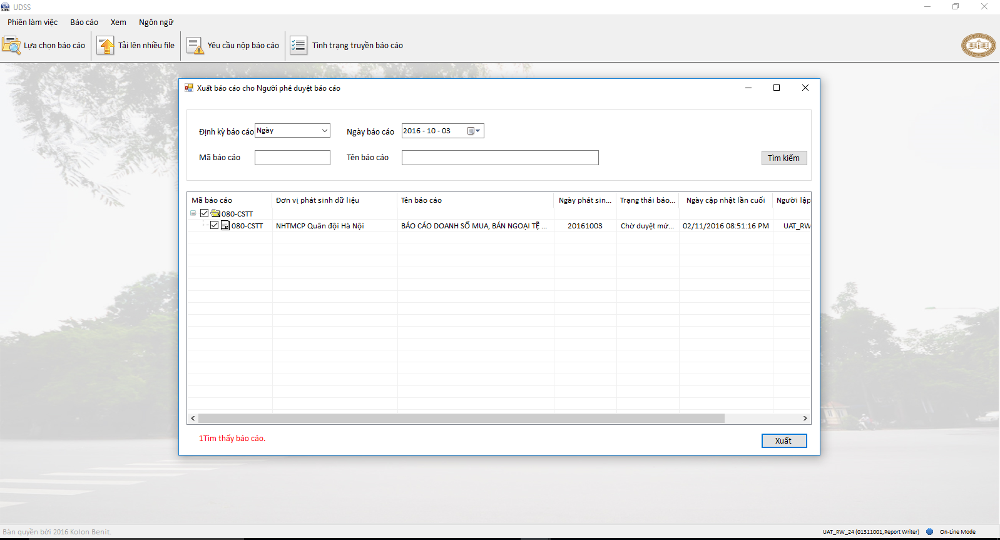 UDSS
Phiên làm việc Báo cáo Xem Ngôn ngữ
Lựa chọn báo cáo Tải lên nhiều file Yêu cầu nộp báo cáo Tình trạng truyền báo cáo
Xuất báo cáo cho Người phê duyệt báo cáo
Định kỳ báo cáo Ngày Ngày báo cáo 2016 - 10 - 03
Mã báo cáo Tên báo cáo Tìm kiếm
Mã báo cáo Đơn vị phát sinh dữ liệu Tên báo cáo Ngày phát sin... Trạng thái báo... Ngày cập nhật lần cuối Người lập
080-CSTT
080-CSTT NHTMCP Quân đội Hà Nội BÁO CÁO DOANH SỐ MUA, BÁN NGOẠI TỆ ... 20161003 Chờ duyệt mứ... 02/11/2016 08:51:16 PM UAT_RW
1Tìm thấy báo cáo.
Xuất
Bản quyền bởi 2016 Kolon Benit.
UAT_RW_24 (01311001,Report Writer) On-Line Mode